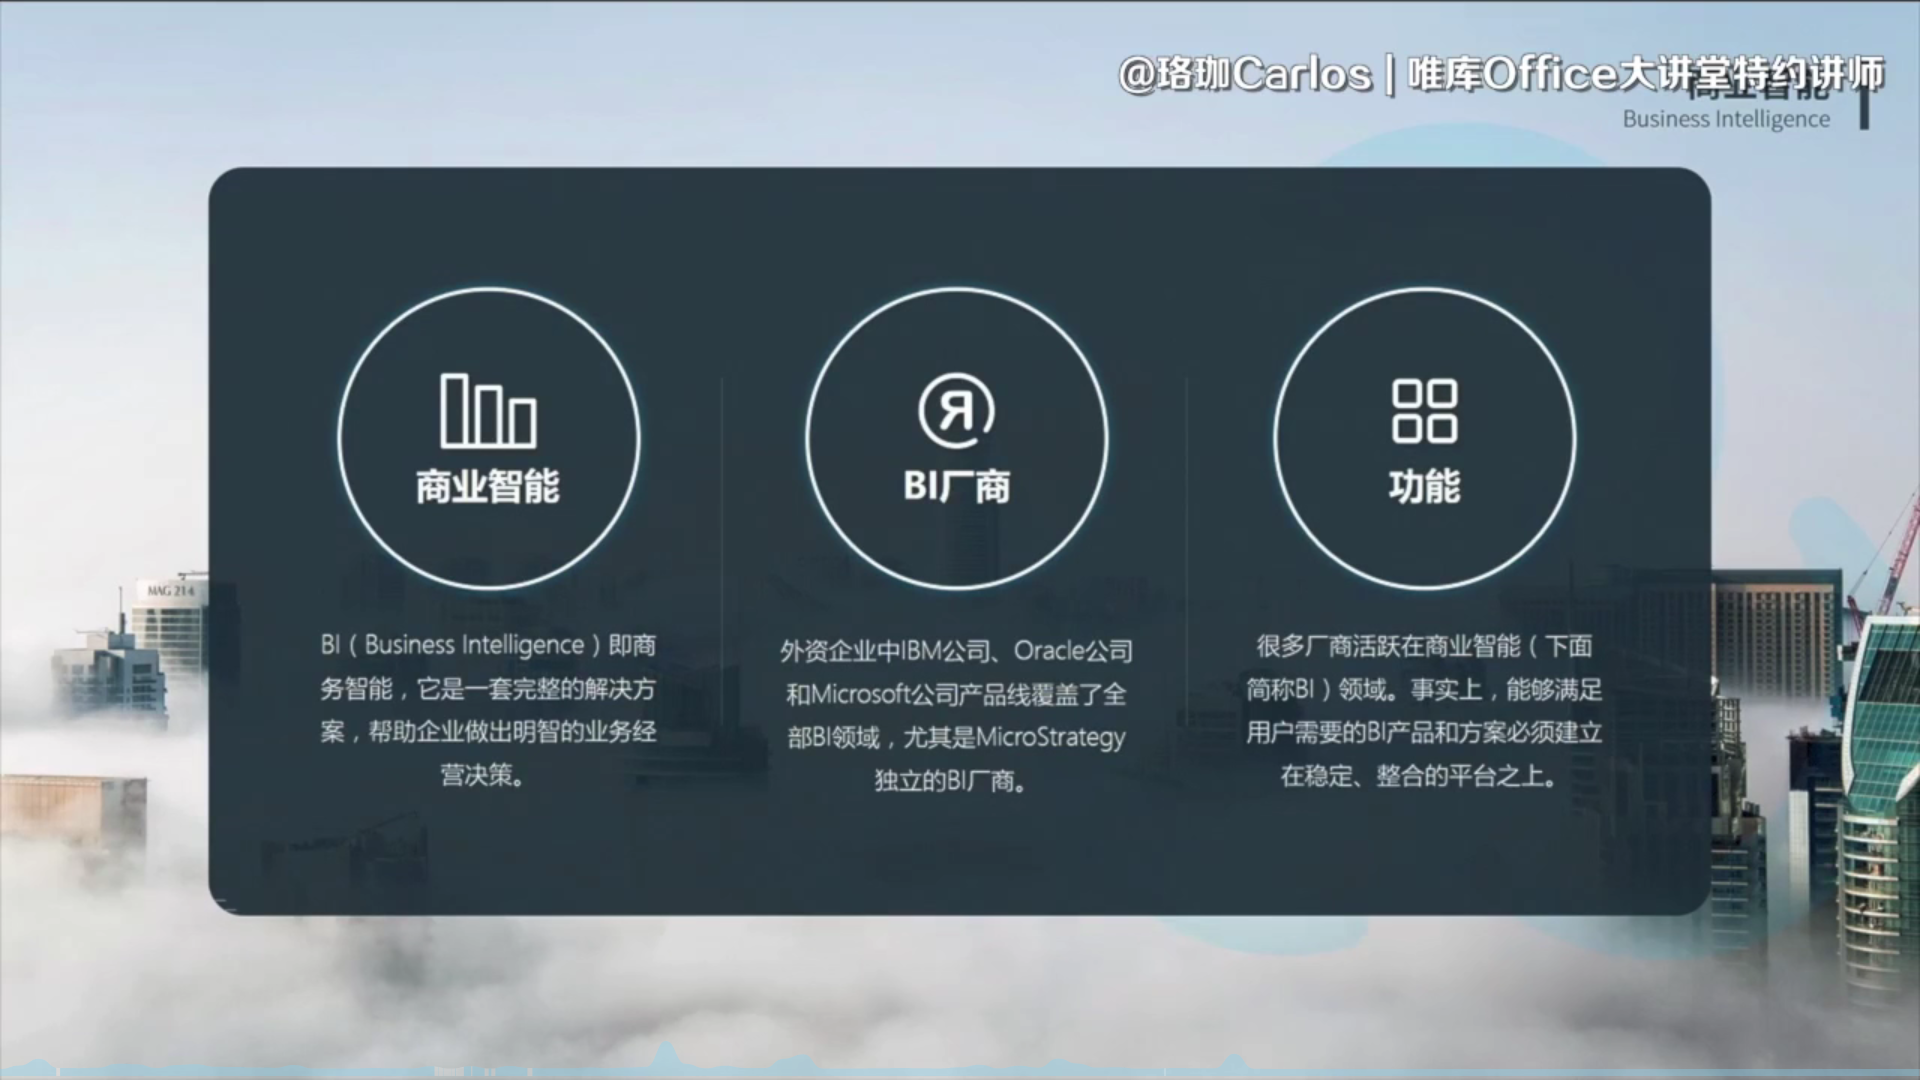 @珞珈Carlos | 唯库Office大讲堂特约讲师
商业智能
Business Intelligence
商业智能
BI（Business Intelligence）即商
务智能，它是一套完整的解决方
案，帮助企业做出明智的业务经
营决策。
BI厂商
外资企业中IBM公司、Oracle公司
和Microsoft公司产品线覆盖了全
部BI领域，尤其是MicroStrategy
独立的BI厂商。
功能
很多厂商活跃在商业智能（下面
简称BI）领域。事实上，能够满足
用户需要的BI产品和方案必须建立
在稳定、整合的平台之上。
MAG 214